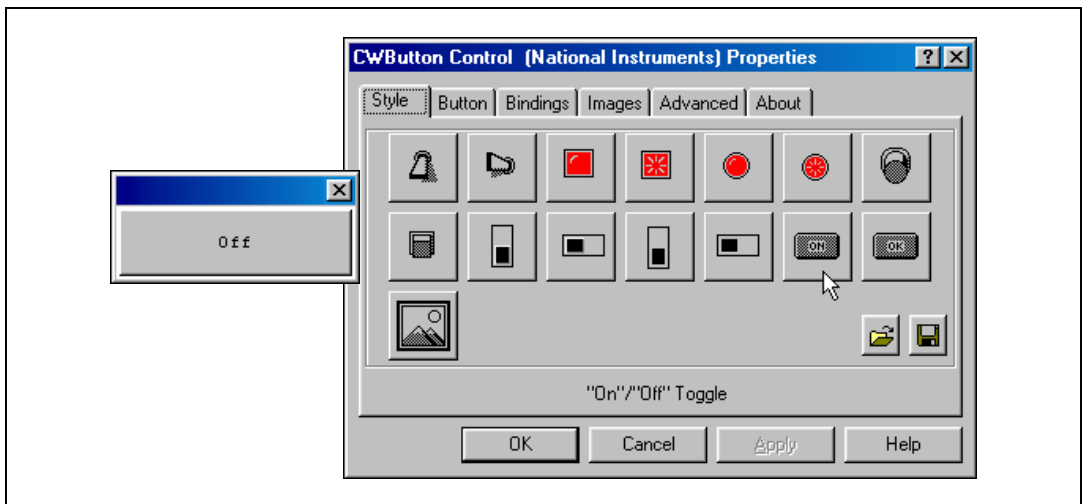 CWButton Control (National Instruments) Properties
Style Button Bindings Images Advanced About
Off
ON OK
"On"/"Off" Toggle
OK Cancel Apply Help